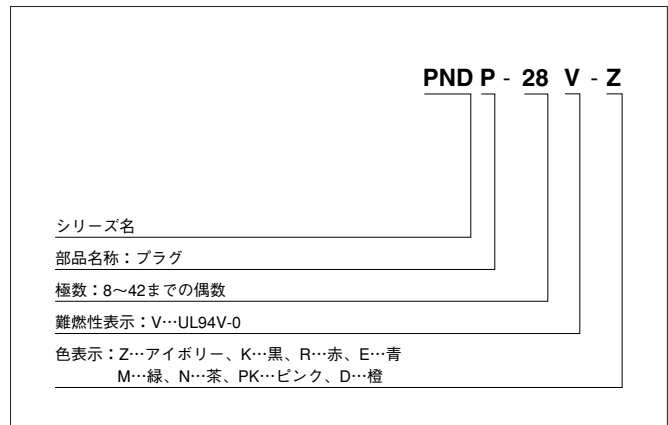 PND P - 28 V - Z
シリーズ名
部品名称：プラグ
極数：8～42までの偶数
難燃性表示：V…UL94V-0
色表示：Z…アイボリー、K…黒、R…赤、E…青
M…緑、N…茶、PK…ピンク、D…橙